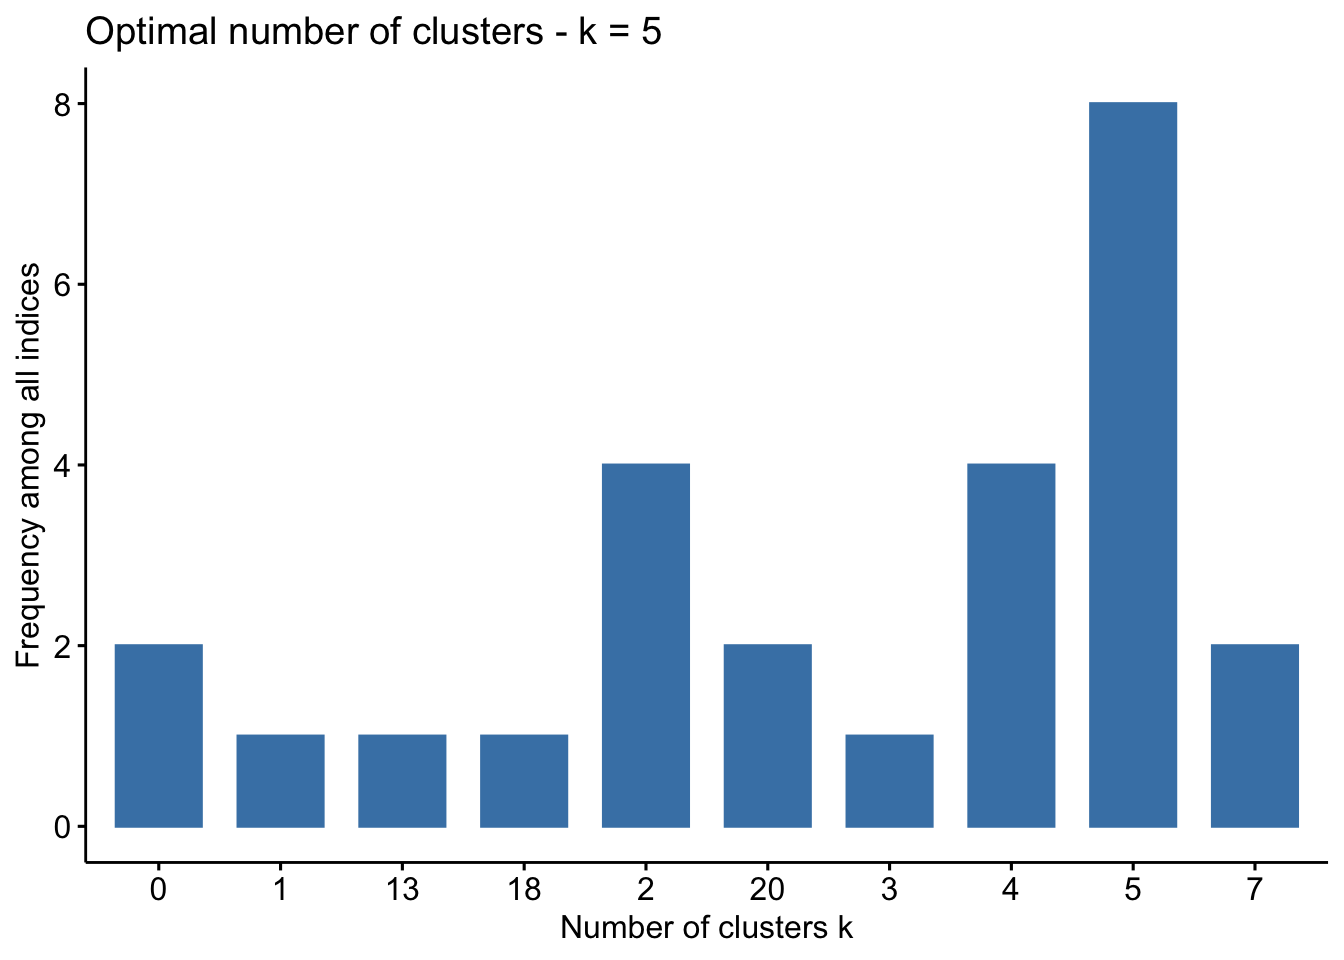 Optimal number of clusters - k = 5
Frequency among all indices
8
6
4
2
0
0 1 13 18 2 20 3 4 5 7
Number of clusters k